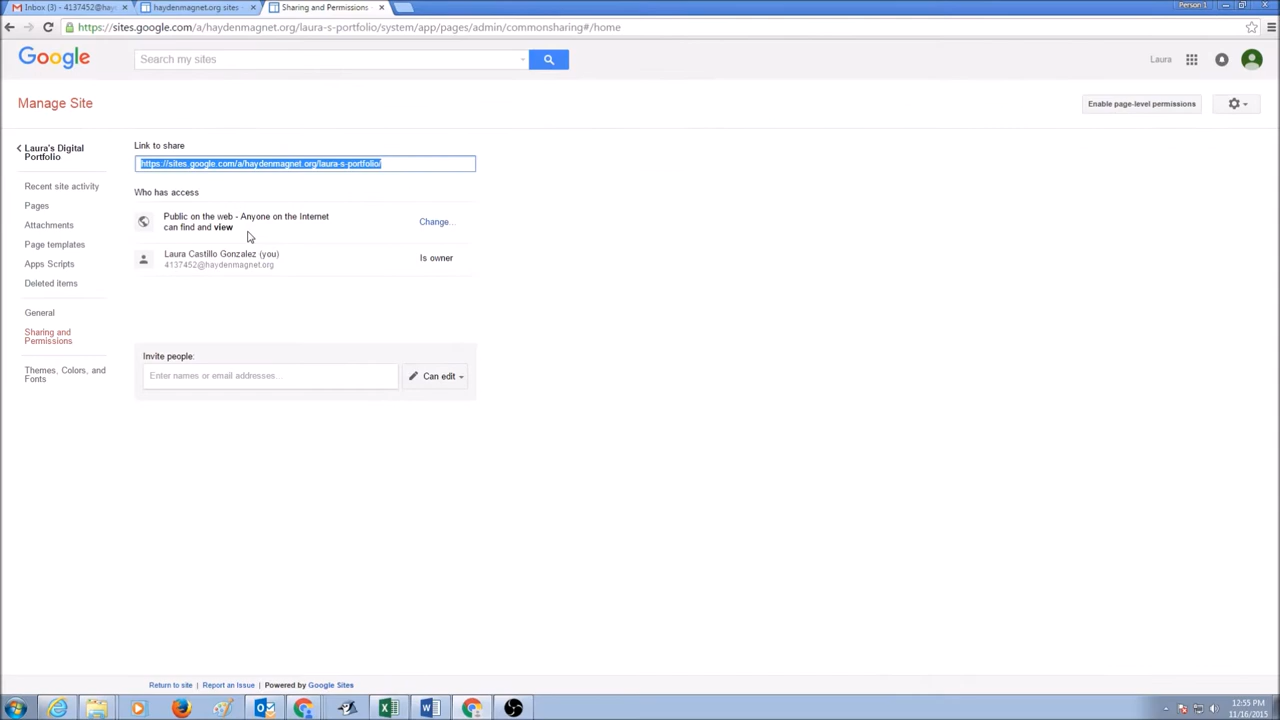 Inbox (3) - 4137452@hay
haydenmagnet.org sites
Sharing and Permissions
Person 1
https://sites.google.com/a/haydenmagnet.org/laura-s-portfolio/system/app/pages/admin/commonsharing#/home
Google
Search my sites
Laura
Manage Site
Enable page-level permissions
Laura's Digital
Portfolio
Recent site activity
Pages
Attachments
Page templates
Apps Scripts
Deleted items
General
Sharing and
Permissions
Themes, Colors, and
Fonts
Link to share
https://sites.google.com/a/haydenmagnet.org/laura-s-portfolio/
Who has access
Public on the web - Anyone on the Internet
can find and view
Change...
Laura Castillo Gonzalez (you)
4137452@haydenmagnet.org
Is owner
Invite people:
Enter names or email addresses...
Can edit
Return to site | Report an Issue | Powered by Google Sites
12:55 PM
11/16/2015